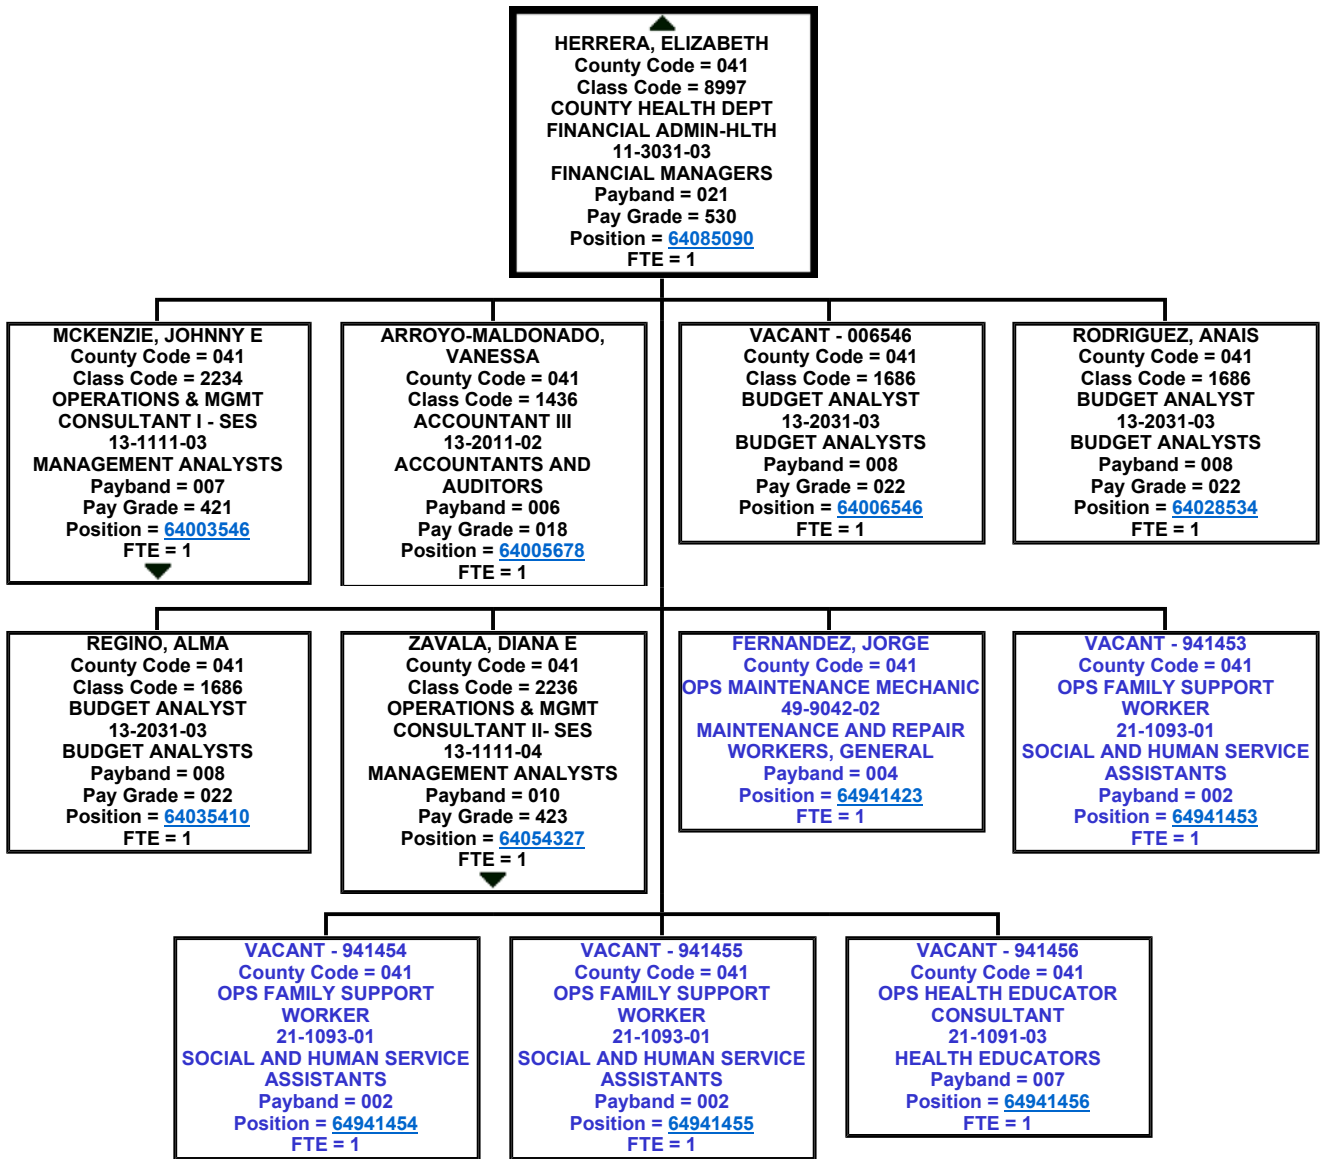 HERRERA, ELIZABETH
County Code = 041
Class Code = 8997
COUNTY HEALTH DEPT
FINANCIAL ADMIN-HLTH
11-3031-03
FINANCIAL MANAGERS
Payband = 021
Pay Grade = 530
Position = 64085090
FTE = 1
MCKENZIE, JOHNNY E
County Code = 041
Class Code = 2234
OPERATIONS & MGMT
CONSULTANT I - SES
13-1111-03
MANAGEMENT ANALYSTS
Payband = 007
Pay Grade = 421
Position = 64003546
FTE = 1
ARROYO-MALDONADO,
VANESSA
County Code = 041
Class Code = 1436
ACCOUNTANT III
13-2011-02
ACCOUNTANTS AND
AUDITORS
Payband = 006
Pay Grade = 018
Position = 64005678
FTE = 1
VACANT - 006546
County Code = 041
Class Code = 1686
BUDGET ANALYST
13-2031-03
BUDGET ANALYSTS
Payband = 008
Pay Grade = 022
Position = 64006546
FTE = 1
RODRIGUEZ, ANAIS
County Code = 041
Class Code = 1686
BUDGET ANALYST
13-2031-03
BUDGET ANALYSTS
Payband = 008
Pay Grade = 022
Position = 64028534
FTE = 1
REGINO, ALMA
County Code = 041
Class Code = 1686
BUDGET ANALYST
13-2031-03
BUDGET ANALYSTS
Payband = 008
Pay Grade = 022
Position = 64035410
FTE = 1
ZAVALA, DIANA E
County Code = 041
Class Code = 2236
OPERATIONS & MGMT
CONSULTANT II- SES
13-1111-04
MANAGEMENT ANALYSTS
Payband = 010
Pay Grade = 423
Position = 64054327
FTE = 1
FERNANDEZ, JORGE
County Code = 041
OPS MAINTENANCE MECHANIC
49-9042-02
MAINTENANCE AND REPAIR
WORKERS, GENERAL
Payband = 004
Position = 64941423
FTE = 1
VACANT - 941453
County Code = 041
OPS FAMILY SUPPORT
WORKER
21-1093-01
SOCIAL AND HUMAN SERVICE
ASSISTANTS
Payband = 002
Position = 64941453
FTE = 1
VACANT - 941454
County Code = 041
OPS FAMILY SUPPORT
WORKER
21-1093-01
SOCIAL AND HUMAN SERVICE
ASSISTANTS
Payband = 002
Position = 64941454
FTE = 1
VACANT - 941455
County Code = 041
OPS FAMILY SUPPORT
WORKER
21-1093-01
SOCIAL AND HUMAN SERVICE
ASSISTANTS
Payband = 002
Position = 64941455
FTE = 1
VACANT - 941456
County Code = 041
OPS HEALTH EDUCATOR
CONSULTANT
21-1091-03
HEALTH EDUCATORS
Payband = 007
Position = 64941456
FTE = 1